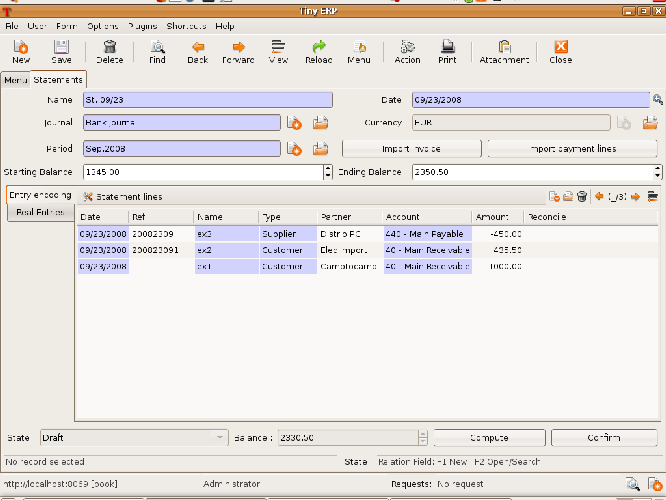 Tiny ERP
File User Form Options Plugins Shortcuts Help
New Save Delete Find Back Forward View Reload Menu Action Print Attachment Close
Menu Statements
Name St. 09/23 Date 09/23/2008
Journal Bank Journal Currency EUR
Period Sep.2008 Import Invoice Import payment lines
Starting Balance 1345.00 Ending Balance 2350.50
Entry encoding Statement lines (_/3)
Real Entries
Date Ref Name Type Partner Account Amount Reconcile
09/23/2008 20082309 ex3 Supplier Distrib PC 440 - Main Payable -450.00
09/23/2008 200823091 ex2 Customer Elec Import 40 - Main Receivable 435.50
09/23/2008 ex1 Customer Camptocamp 40 - Main Receivable 1000.00
State Draft Balance : 2330.50 Compute Confirm
No record selected State Relation Field: F1 New F2 Open/Search
http://localhost:8069 [book] Administrator Requests: No request